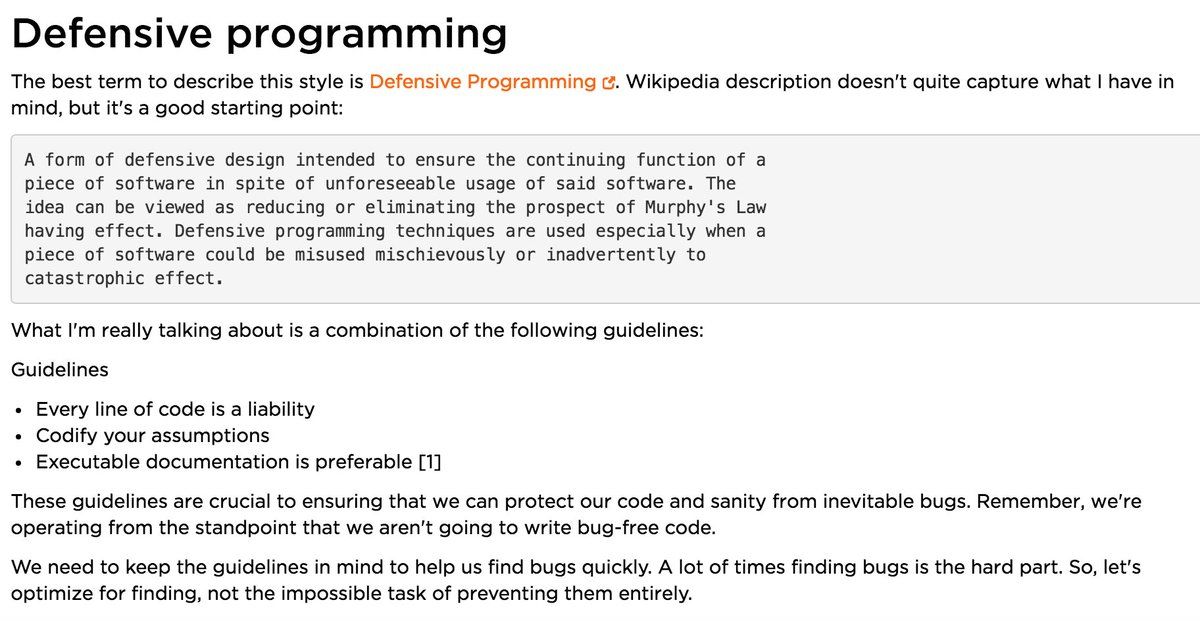 Defensive programming
The best term to describe this style is Defensive Programming. Wikipedia description doesn't quite capture what I have in
mind, but it's a good starting point:
A form of defensive design intended to ensure the continuing function of a
piece of software in spite of unforeseeable usage of said software. The
idea can be viewed as reducing or eliminating the prospect of Murphy's Law
having effect. Defensive programming techniques are used especially when a
piece of software could be misused mischievously or inadvertently to
catastrophic effect.
What I'm really talking about is a combination of the following guidelines:
Guidelines
• Every line of code is a liability
• Codify your assumptions
• Executable documentation is preferable [1]
These guidelines are crucial to ensuring that we can protect our code and sanity from inevitable bugs. Remember, we're
operating from the standpoint that we aren't going to write bug-free code.
We need to keep the guidelines in mind to help us find bugs quickly. A lot of times finding bugs is the hard part. So, let's
optimize for finding, not the impossible task of preventing them entirely.